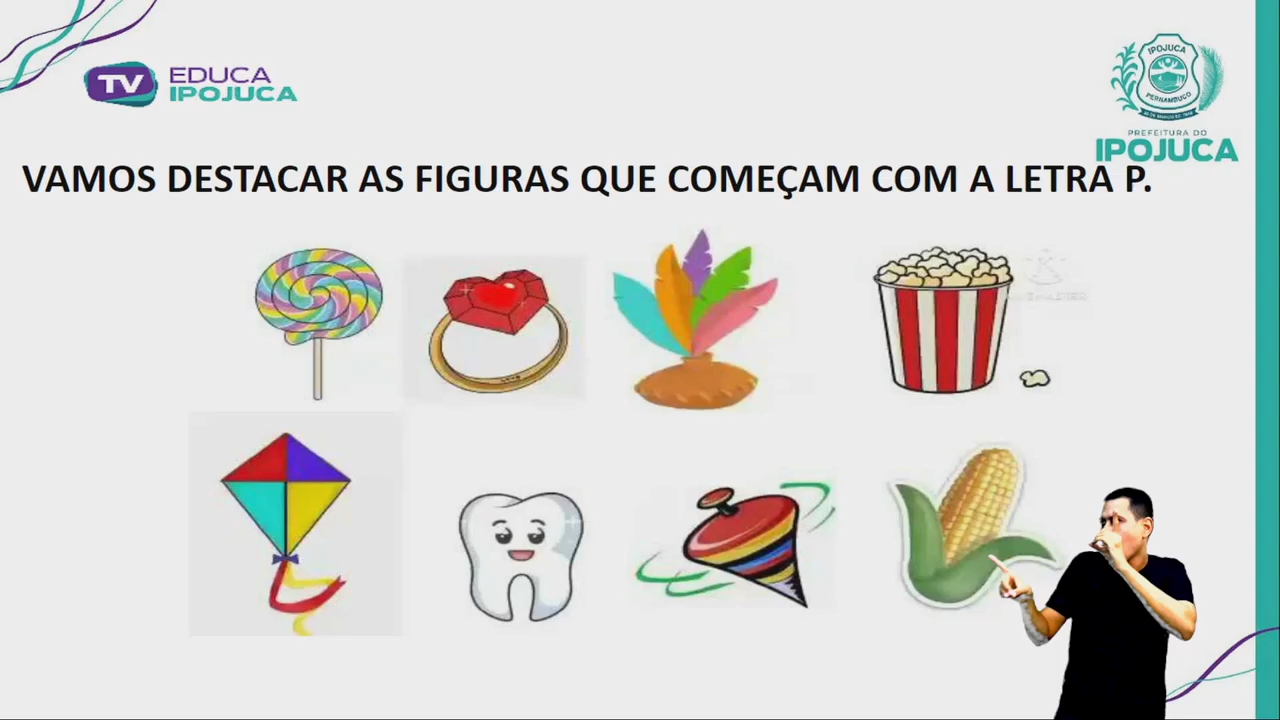 TV EDUCA
IPOJUCA
IPOJUCA
PERNAMBUCO
PREFEITURA DO
IPOJUCA
VAMOS DESTACAR AS FIGURAS QUE COMEÇAM COM A LETRA P.